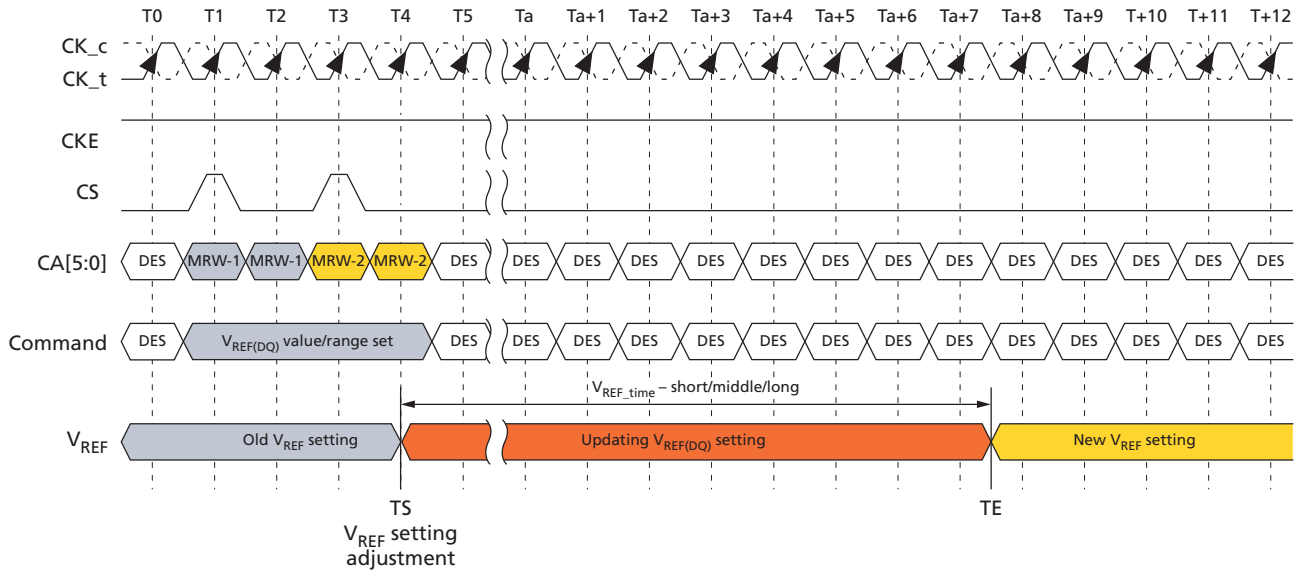 T0 T1 T2 T3 T4 T5 Ta Ta+1 Ta+2 Ta+3 Ta+4 Ta+5 Ta+6 Ta+7 Ta+8 Ta+9 T+10 T+11 T+12
CK_c
CK_t
CKE
CS
CA[5:0] DES MRW-1 MRW-1 MRW-2 MRW-2 DES DES DES DES DES DES DES DES DES DES DES DES DES DES
Command DES VREF(DQ) value/range set DES DES DES DES DES DES DES DES DES DES DES DES DES DES
VREF_time – short/middle/long
VREF Old VREF setting Updating VREF(DQ) setting New VREF setting
TS TE
VREF setting
adjustment